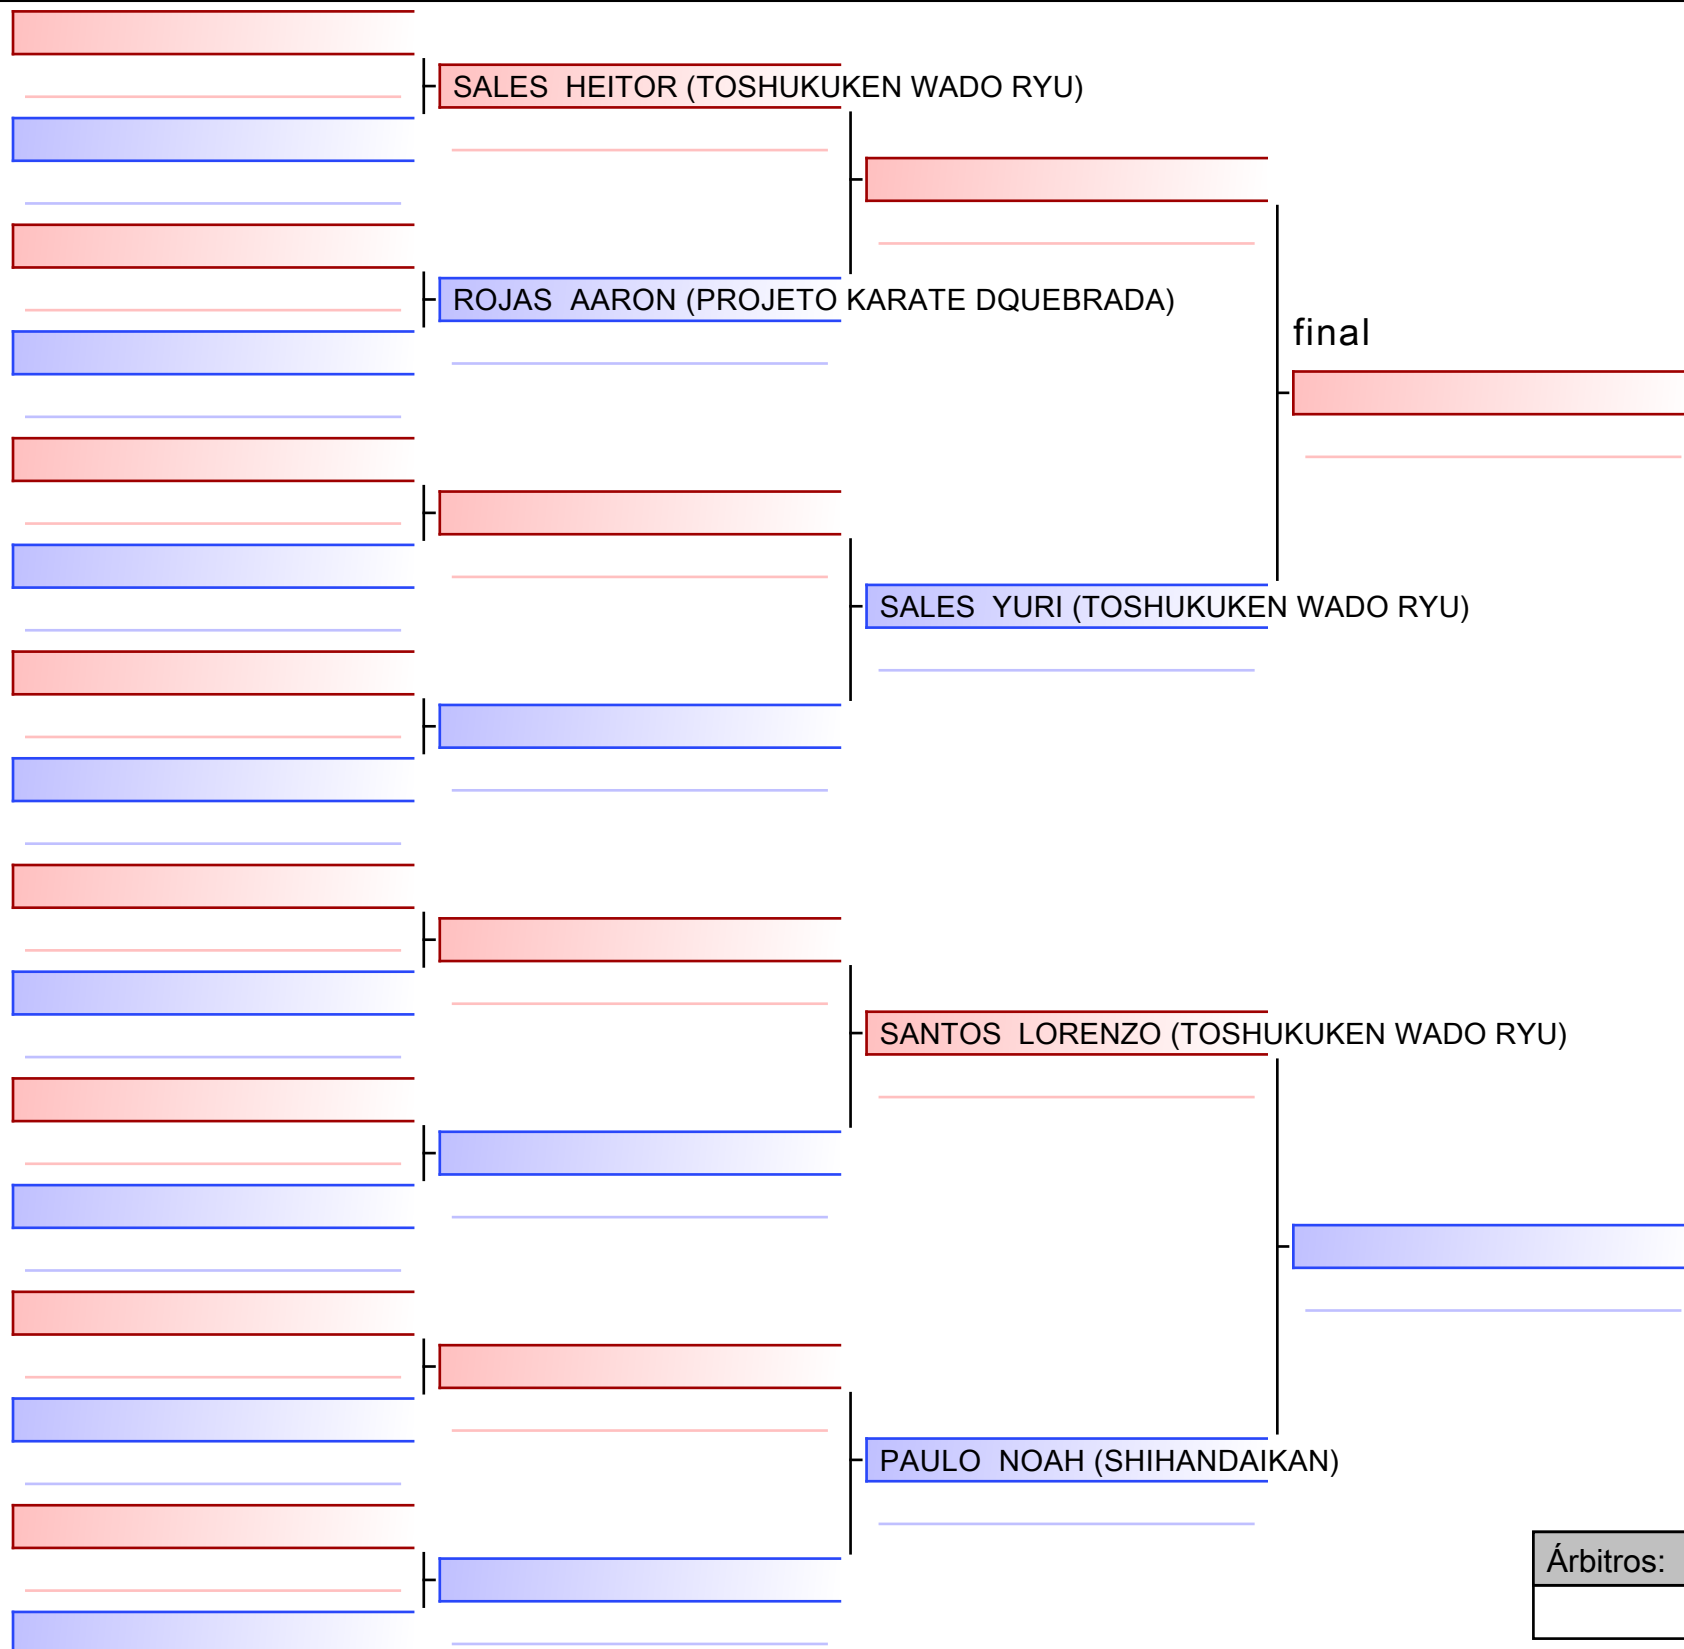 SALES  HEITOR (TOSHUKUKEN WADO RYU)
ROJAS  AARON (PROJETO KARATE DQUEBRADA)
final
SALES  YURI (TOSHUKUKEN WADO RYU)
SANTOS  LORENZO (TOSHUKUKEN WADO RYU)
PAULO  NOAH (SHIHANDAIKAN)
Árbitros: